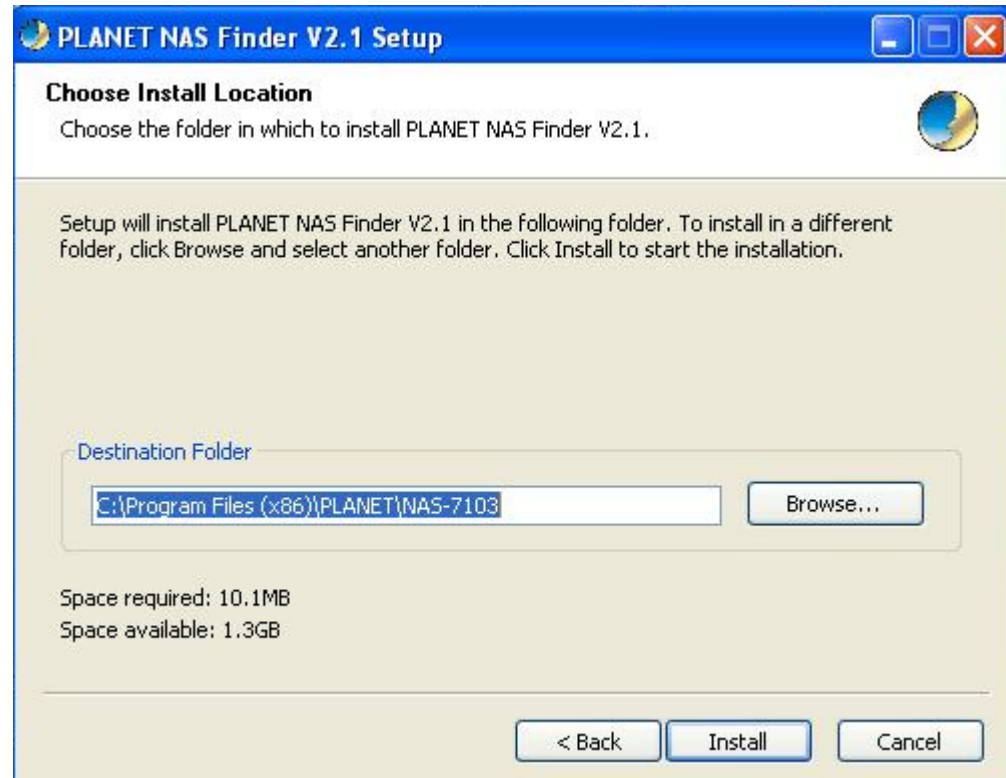 PLANET NAS Finder V2.1 Setup
Choose Install Location
Choose the folder in which to install PLANET NAS Finder V2.1.
Setup will install PLANET NAS Finder V2.1 in the following folder. To install in a different
folder, click Browse and select another folder. Click Install to start the installation.
Destination Folder
C:\Program Files (x86)\PLANET\NAS-7103
Browse...
Space required: 10.1MB
Space available: 1.3GB
< Back
Install
Cancel